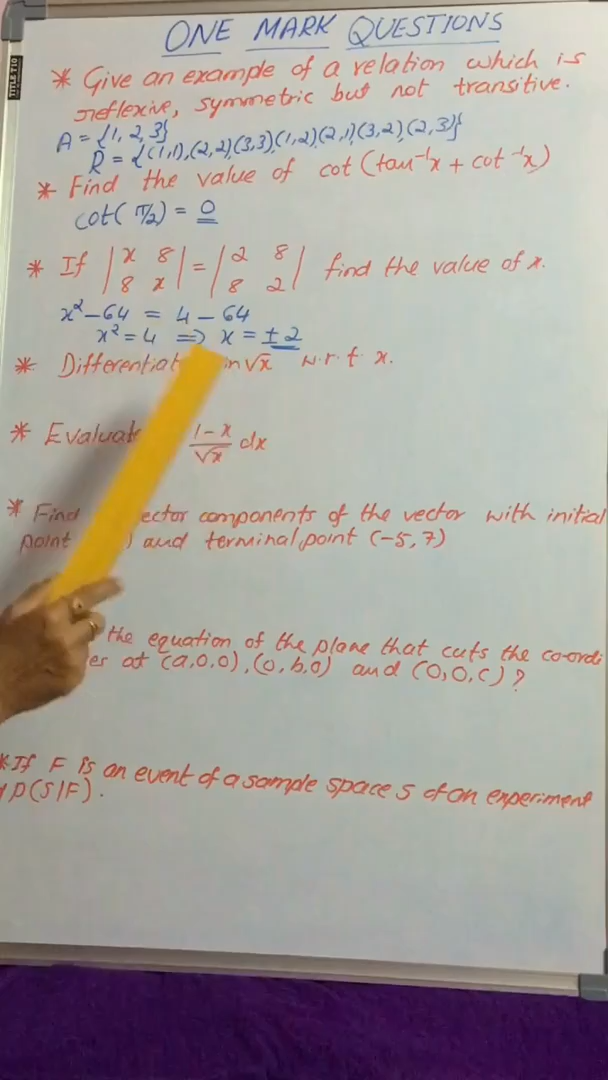 ONE MARK QUESTIONS
* Give an example of a relation which is
reflexive, symmetric but not transitive.
A = {1, 2, 3}
R = {(1,1),(2,2)(3,3)(1,2)(2,1)(3,2),(2,3)}
* Find the value of cot(tan⁻¹x + cot⁻¹x)
cot(π/2) = 0
* If |x 8 8 x| = |2 8 8 2| find the value of x.
x²-64 = 4-64
x² = 4 ⇒ x = ±2
* Differentiat in√x w.r.t x.
* Evaluat 1-x/√x dx
* Find ector components of the vector with initial
point ) and terminal point (-5,7)
the equation of the plane that cuts the co-ordi
es at (a,0,0),(0,b,0) and (0,0,c)?
* If F is an event of a sample space S of an experiment
P(S/F).